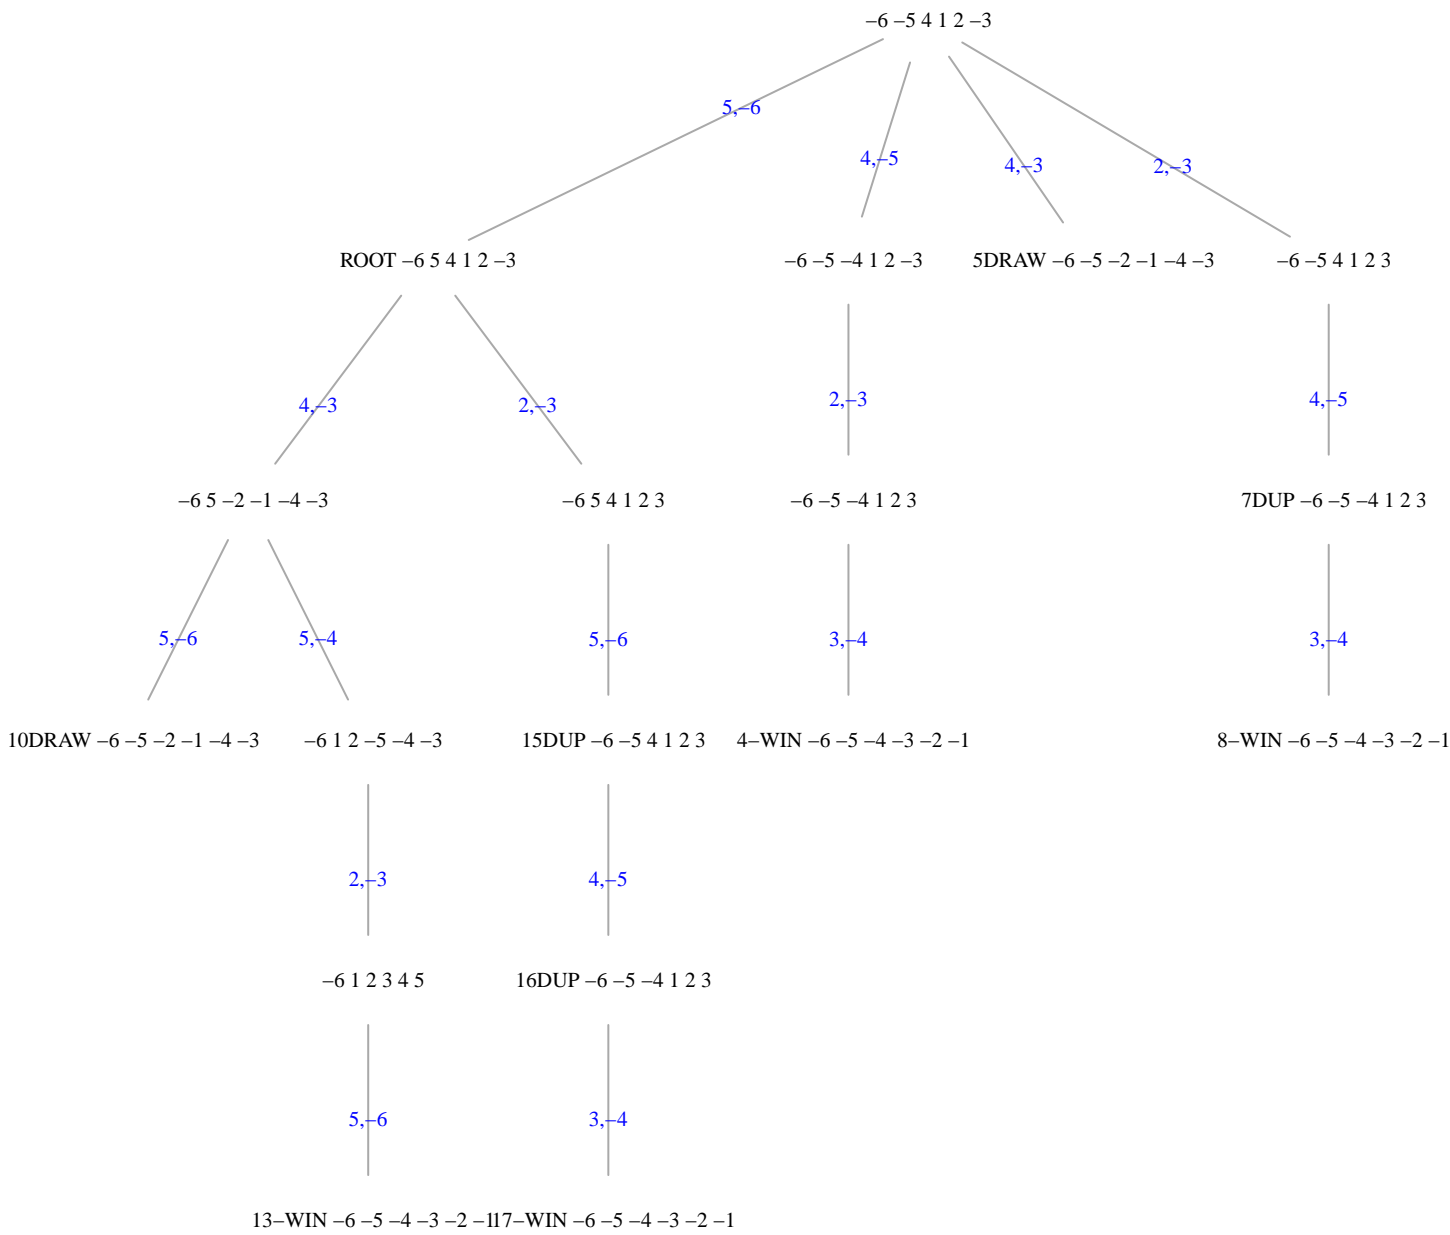 −6 −5 4 1 2 −3
5,−6
4,−5
4,−3
2,−3
ROOT −6 5 4 1 2 −3
−6 −5 −4 1 2 −3
5DRAW −6 −5 −2 −1 −4 −3
−6 −5 4 1 2 3
4,−3
2,−3
2,−3
4,−5
−6 5 −2 −1 −4 −3
−6 5 4 1 2 3
−6 −5 −4 1 2 3
7DUP −6 −5 −4 1 2 3
5,−6
5,−4
5,−6
3,−4
3,−4
10DRAW −6 −5 −2 −1 −4 −3
−6 1 2 −5 −4 −3
15DUP −6 −5 4 1 2 3
4−WIN −6 −5 −4 −3 −2 −1
8−WIN −6 −5 −4 −3 −2 −1
2,−3
4,−5
−6 1 2 3 4 5
16DUP −6 −5 −4 1 2 3
5,−6
3,−4
13−WIN −6 −5 −4 −3 −2 −1
17−WIN −6 −5 −4 −3 −2 −1